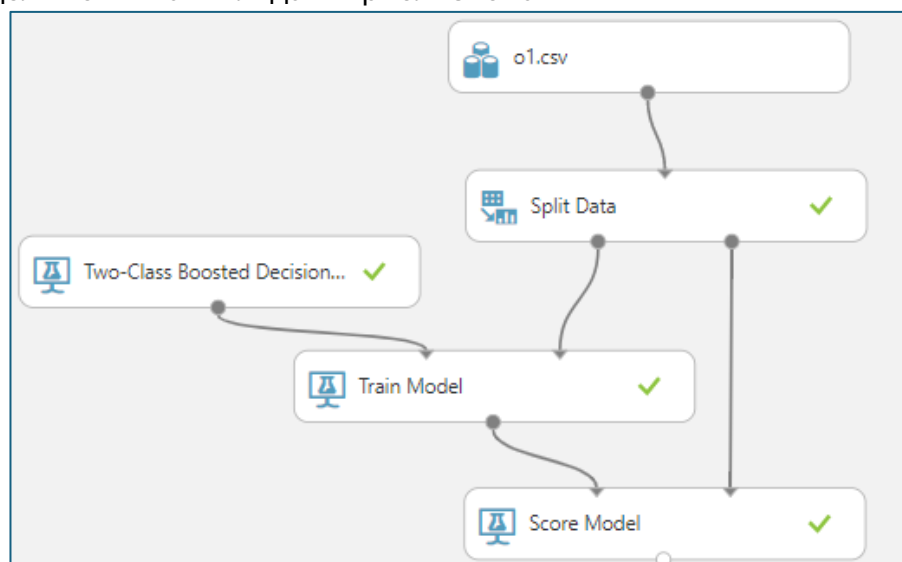 o1.csv
Split Data
Two-Class Boosted Decision...
Train Model
Score Model